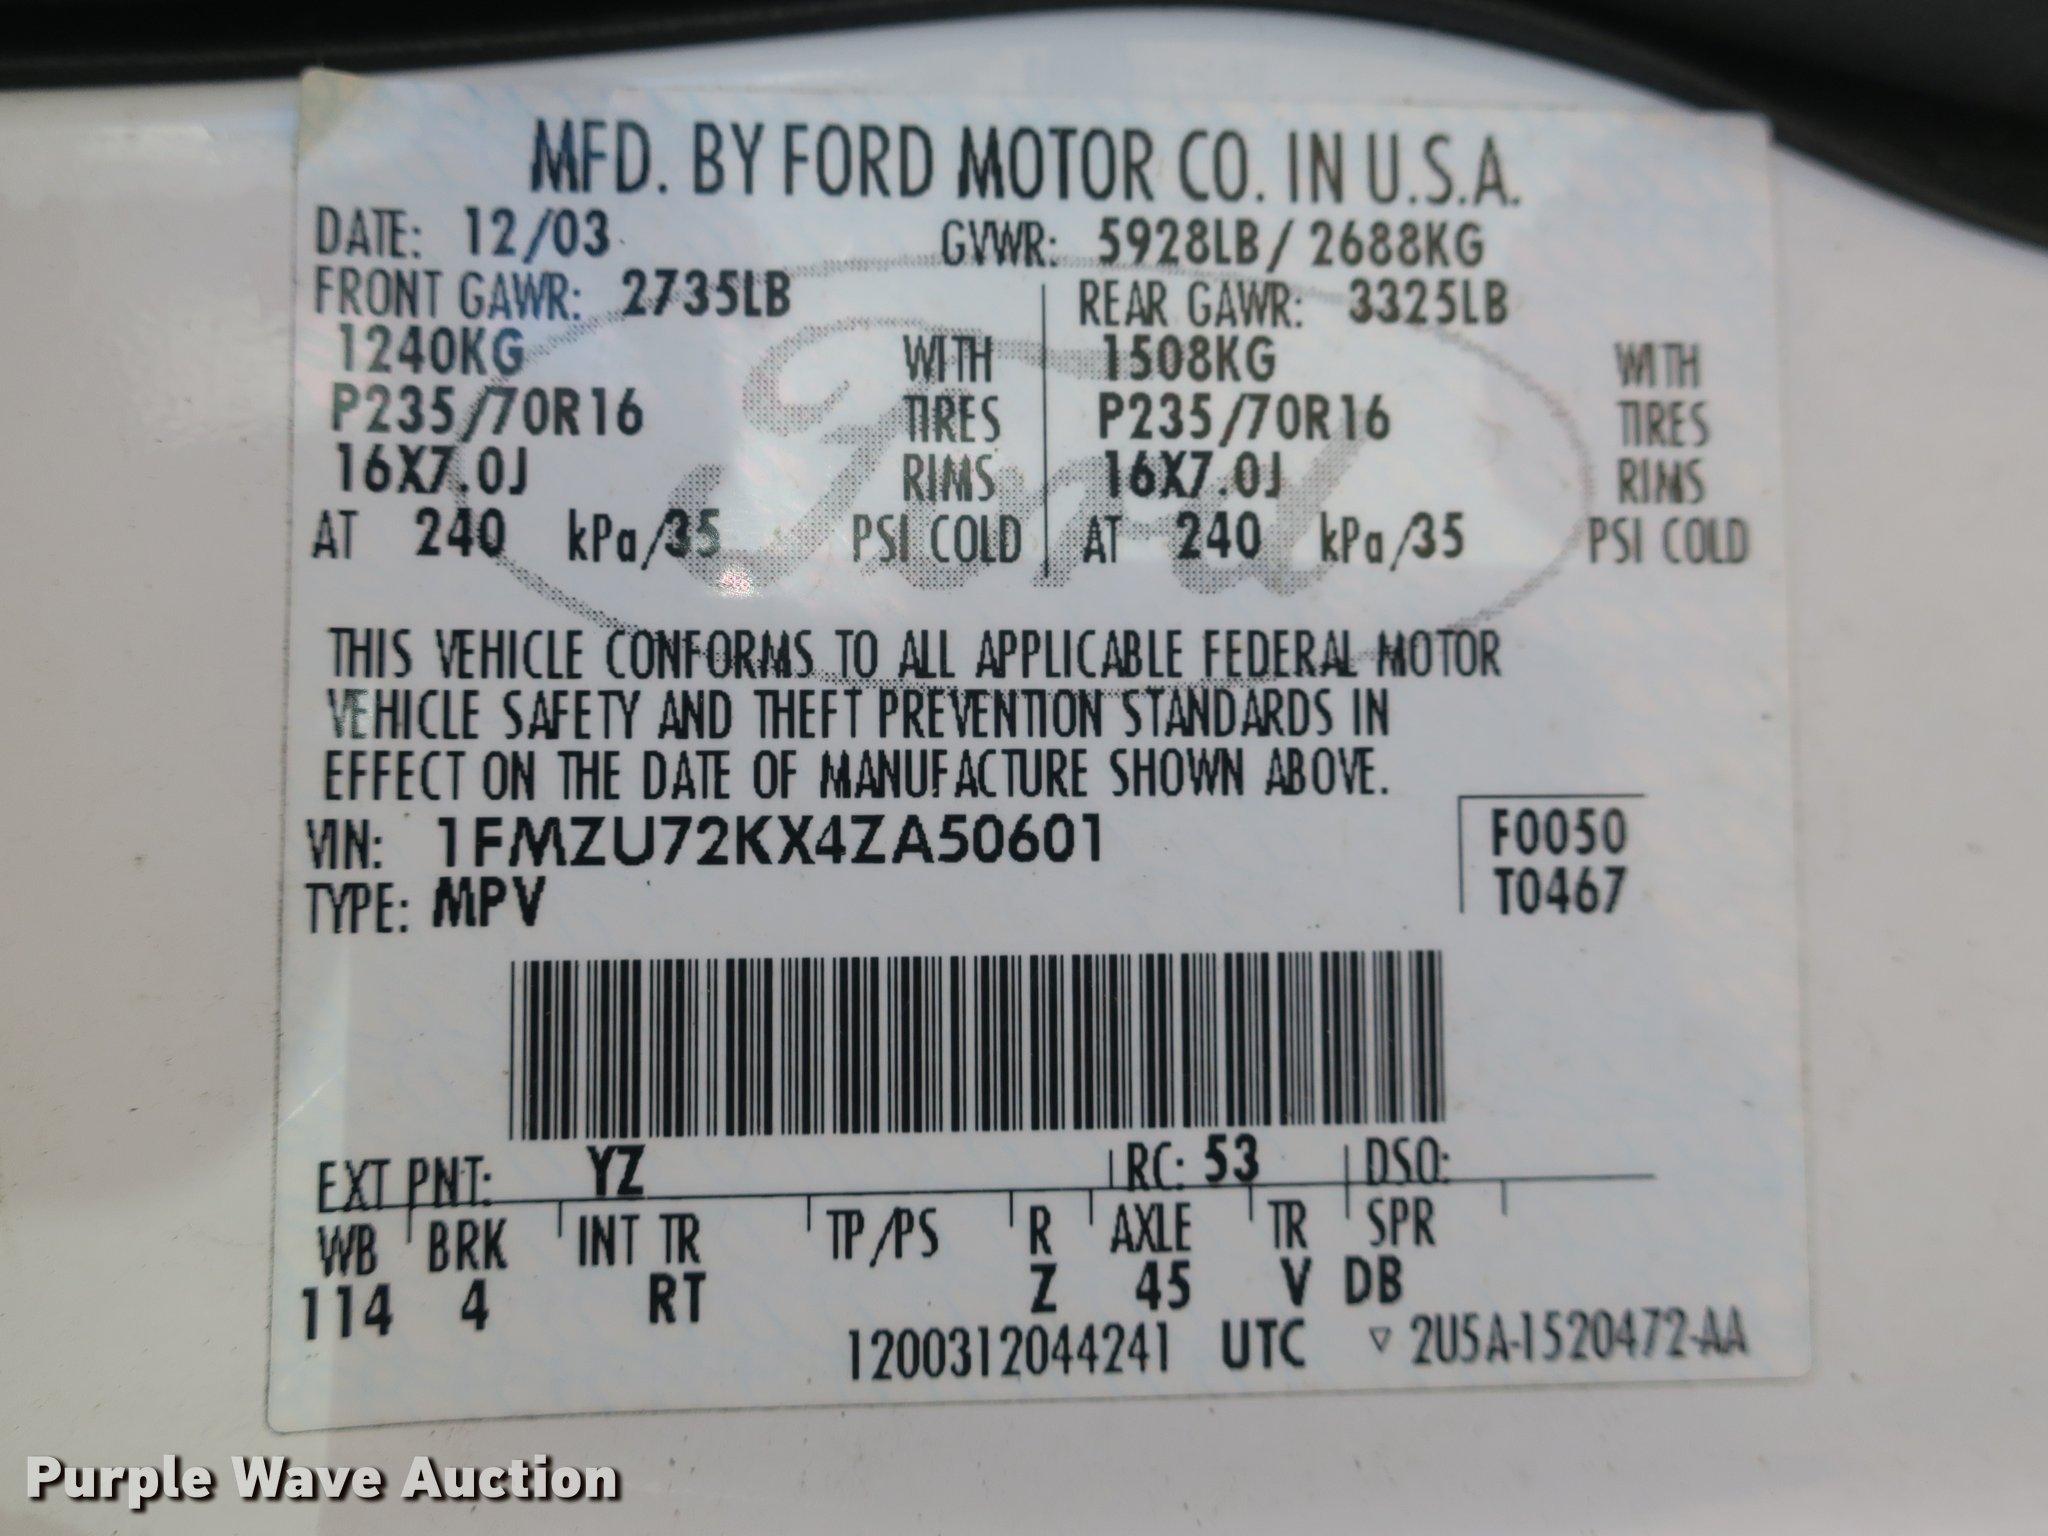 MFD. BY FORD MOTOR CO. IN U.S.A.
DATE: 12/03 GVWR: 5928LB / 2688KG
FRONT GAWR: 2735LB REAR GAWR: 3325LB
1240KG WITH 1508KG WITH
P235/70R16 TIRES P235/70R16 TIRES
16X7.0J RIMS 16X7.0J RIMS
AT 240 kPa/35 PSI COLD AT 240 kPa/35 PSI COLD
Ford
THIS VEHICLE CONFORMS TO ALL APPLICABLE FEDERAL MOTOR
VEHICLE SAFETY AND THEFT PREVENTION STANDARDS IN
EFFECT ON THE DATE OF MANUFACTURE SHOWN ABOVE.
VIN: 1FMZU72KX4ZA50601 F0050
TYPE: MPV T0467
EXT PNT: YZ RC: 53 DSO:
WB BRK INT TR TP/PS R AXLE TR SPR
114 4 RT Z 45 V DB
1200312044241 UTC ▽ 2U5A-1520472-AA
Purple Wave Auction